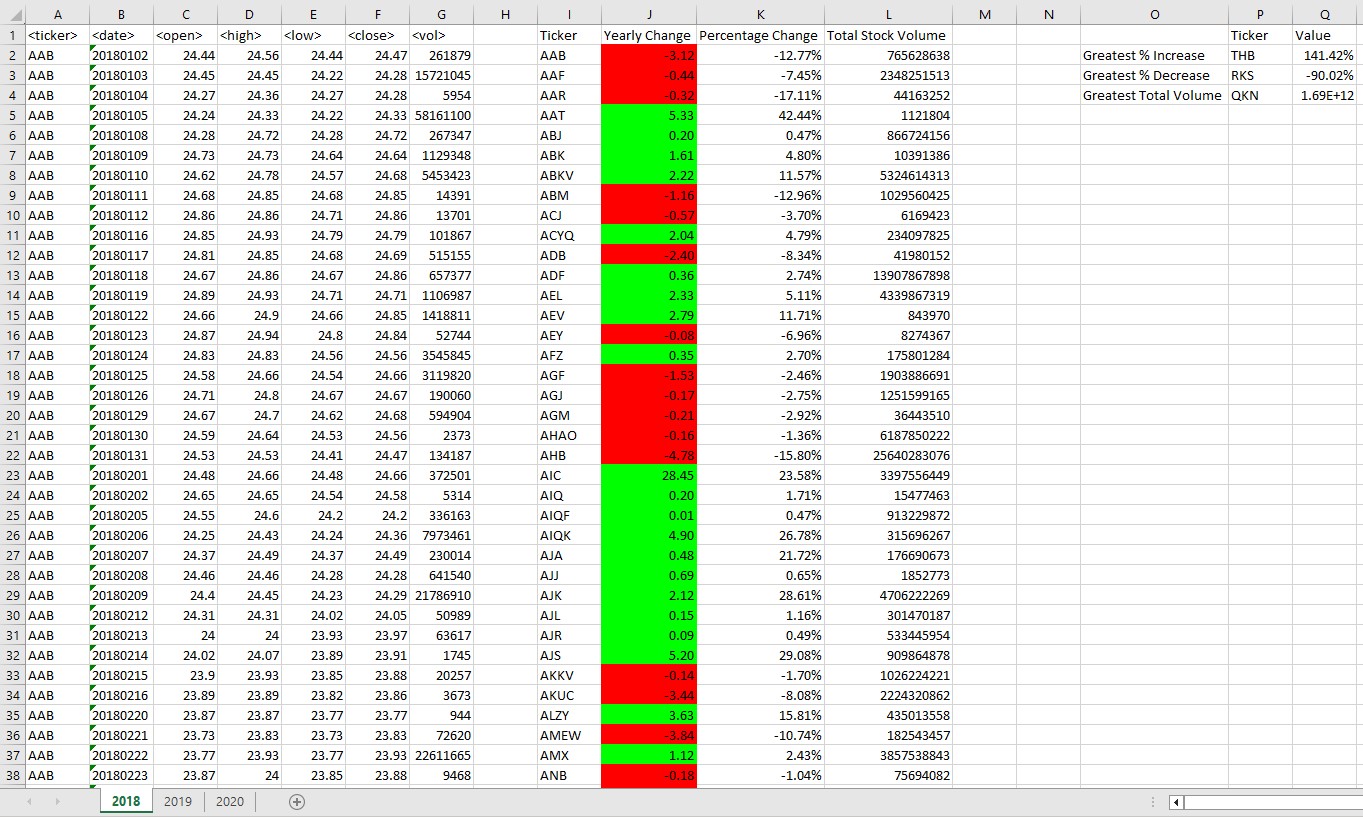 A B C D E F G H I J K L M N O P Q
1 <ticker> <date> <open> <high> <low> <close> <vol> Ticker Yearly Change Percentage Change Total Stock Volume Ticker Value
2 AAB 20180102 24.44 24.56 24.44 24.47 261879 AAB -3.12 -12.77% 765628638 Greatest % Increase THB 141.42%
3 AAB 20180103 24.45 24.45 24.22 24.28 15721045 AAF -0.44 -7.45% 2348251513 Greatest % Decrease RKS -90.02%
4 AAB 20180104 24.27 24.36 24.27 24.28 5954 AAR -0.32 -17.11% 44163252 Greatest Total Volume QKN 1.69E+12
5 AAB 20180105 24.24 24.33 24.22 24.33 58161100 AAT 5.33 42.44% 1121804
6 AAB 20180108 24.28 24.72 24.28 24.72 267347 ABJ 0.20 0.47% 866724156
7 AAB 20180109 24.73 24.73 24.64 24.64 1129348 ABK 1.61 4.80% 10391386
8 AAB 20180110 24.62 24.78 24.57 24.68 5453423 ABKV 2.22 11.57% 5324614313
9 AAB 20180111 24.68 24.85 24.68 24.85 14391 ABM -1.16 -12.96% 1029560425
10 AAB 20180112 24.86 24.86 24.71 24.86 13701 ACJ -0.57 -3.70% 6169423
11 AAB 20180116 24.85 24.93 24.79 24.79 101867 ACYQ 2.04 4.79% 234097825
12 AAB 20180117 24.81 24.85 24.68 24.69 515155 ADB -2.40 -8.34% 41980152
13 AAB 20180118 24.67 24.86 24.67 24.86 657377 ADF 0.36 2.74% 13907867898
14 AAB 20180119 24.89 24.93 24.71 24.71 1106987 AEL 2.33 5.11% 4339867319
15 AAB 20180122 24.66 24.9 24.66 24.85 1418811 AEV 2.79 11.71% 843970
16 AAB 20180123 24.87 24.94 24.8 24.84 52744 AEY -0.08 -6.96% 8274367
17 AAB 20180124 24.83 24.83 24.56 24.56 3545845 AFZ 0.35 2.70% 175801284
18 AAB 20180125 24.58 24.66 24.54 24.66 3119820 AGF -1.53 -2.46% 1903886691
19 AAB 20180126 24.71 24.8 24.67 24.67 190060 AGJ -0.17 -2.75% 1251599165
20 AAB 20180129 24.67 24.7 24.62 24.68 594904 AGM -0.21 -2.92% 36443510
21 AAB 20180130 24.59 24.64 24.53 24.56 2373 AHAO -0.16 -1.36% 6187850222
22 AAB 20180131 24.53 24.53 24.41 24.47 134187 AHB -4.78 -15.80% 25640283076
23 AAB 20180201 24.48 24.66 24.48 24.66 372501 AIC 28.45 23.58% 3397556449
24 AAB 20180202 24.65 24.65 24.54 24.58 5314 AIQ 0.20 1.71% 15477463
25 AAB 20180205 24.55 24.6 24.2 24.2 336163 AIQF 0.01 0.47% 913229872
26 AAB 20180206 24.25 24.43 24.24 24.36 7973461 AIQK 4.90 26.78% 315696267
27 AAB 20180207 24.37 24.49 24.37 24.49 230014 AJA 0.48 21.72% 176690673
28 AAB 20180208 24.46 24.46 24.28 24.28 641540 AJJ 0.69 0.65% 1852773
29 AAB 20180209 24.4 24.45 24.23 24.29 21786910 AJK 2.12 28.61% 4706222269
30 AAB 20180212 24.31 24.31 24.02 24.05 50989 AJL 0.15 1.16% 301470187
31 AAB 20180213 24 24 23.93 23.97 63617 AJR 0.09 0.49% 533445954
32 AAB 20180214 24.02 24.07 23.89 23.91 1745 AJS 5.20 29.08% 909864878
33 AAB 20180215 23.9 23.93 23.85 23.88 20257 AKKV -0.14 -1.70% 1026224221
34 AAB 20180216 23.89 23.89 23.82 23.86 3673 AKUC -3.44 -8.08% 2224320862
35 AAB 20180220 23.87 23.87 23.77 23.77 944 ALZY 3.63 15.81% 435013558
36 AAB 20180221 23.73 23.83 23.73 23.83 72620 AMEW -3.84 -10.74% 182543457
37 AAB 20180222 23.77 23.93 23.77 23.93 22611665 AMX 1.12 2.43% 3857538843
38 AAB 20180223 23.87 24 23.85 23.88 9468 ANB -0.18 -1.04% 75694082
2018 2019 2020